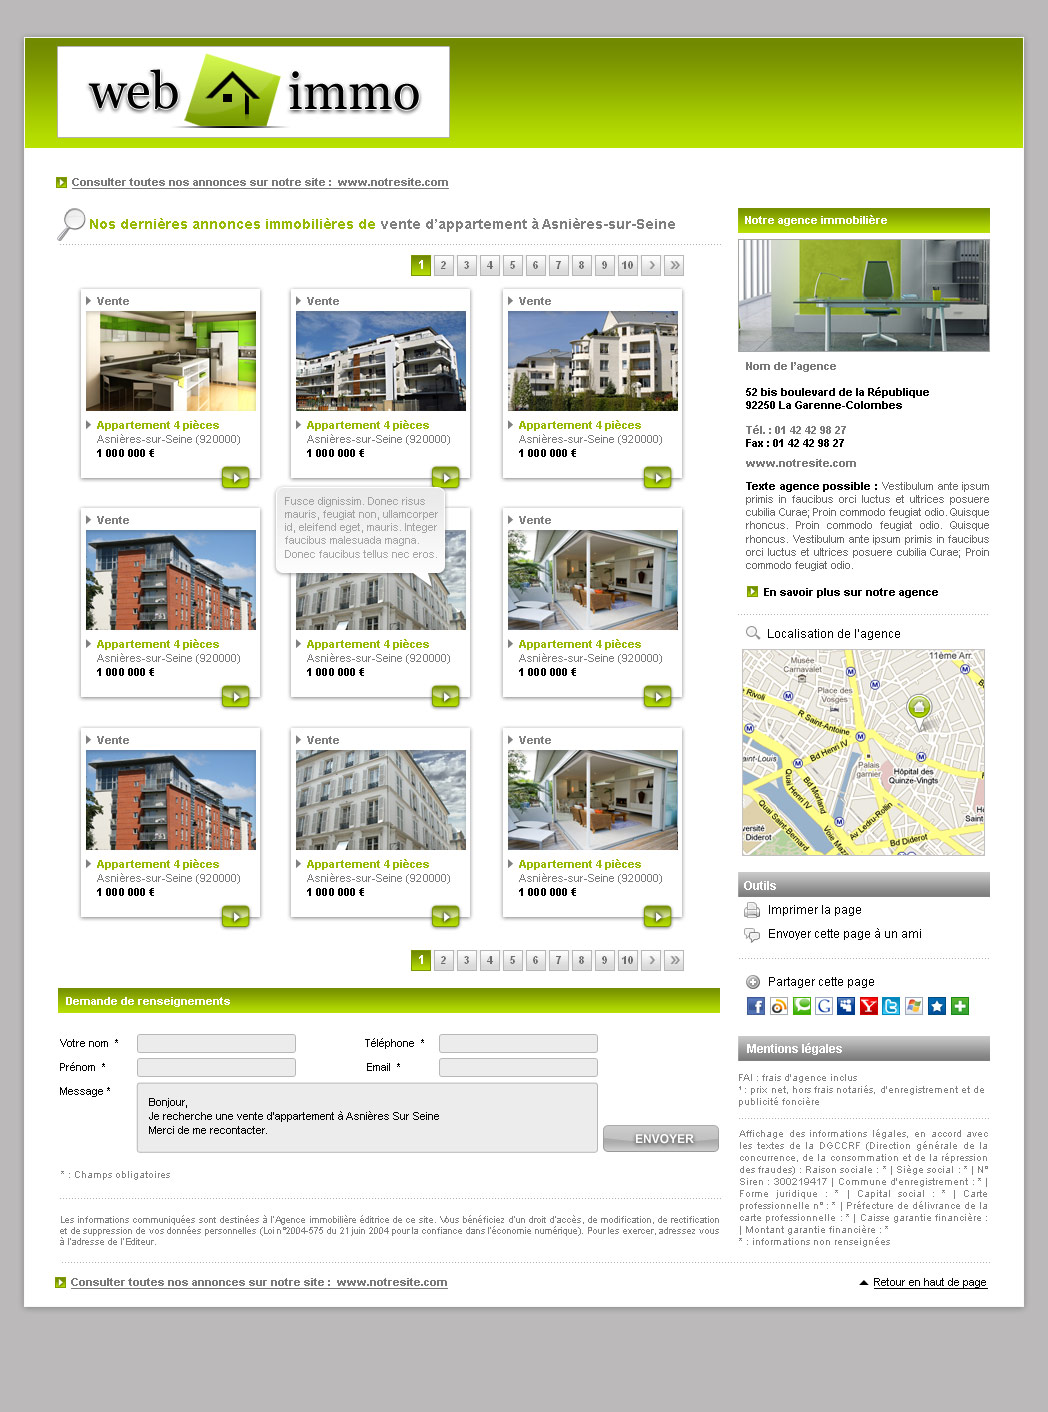 web immo
Consulter toutes nos annonces sur notre site : www.notresite.com
Nos dernières annonces immobilières de vente d'appartement à Asnières-sur-Seine
1 2 3 4 5 6 7 8 9 10 > »
Vente
Appartement 4 pièces
Asnières-sur-Seine (920000)
1 000 000 €
Vente
Appartement 4 pièces
Asnières-sur-Seine (920000)
1 000 000 €
Vente
Appartement 4 pièces
Asnières-sur-Seine (920000)
1 000 000 €
Fusce dignissim. Donec risus
mauris, feugiat non, ullamcorper
id, eleifend eget, mauris. Integer
faucibus malesuada magna.
Donec faucibus tellus nec eros.
Vente
Appartement 4 pièces
Asnières-sur-Seine (920000)
1 000 000 €
Appartement 4 pièces
Asnières-sur-Seine (920000)
1 000 000 €
Vente
Appartement 4 pièces
Asnières-sur-Seine (920000)
1 000 000 €
Vente
Appartement 4 pièces
Asnières-sur-Seine (920000)
1 000 000 €
Vente
Appartement 4 pièces
Asnières-sur-Seine (920000)
1 000 000 €
Vente
Appartement 4 pièces
Asnières-sur-Seine (920000)
1 000 000 €
1 2 3 4 5 6 7 8 9 10 > »
Demande de renseignements
Votre nom *
Téléphone *
Prénom *
Email *
Message *
Bonjour,
Je recherche une vente d'appartement à Asnières Sur Seine
Merci de me recontacter.
ENVOYER
* : Champs obligatoires
Les informations communiquées sont destinées à l'Agence immobilière éditrice de ce site. Vous bénéficiez d'un droit d'accès, de modification, de rectification
et de suppression de vos données personnelles (Loi n°2004-575 du 21 juin 2004 pour la confiance dans l'économie numérique). Pour les exercer, adressez vous
à l'adresse de l'Editeur.
Notre agence immobilière
Nom de l'agence
52 bis boulevard de la République
92250 La Garenne-Colombes
Tél. : 01 42 42 98 27
Fax : 01 42 42 98 27
www.notresite.com
Texte agence possible : Vestibulum ante ipsum
primis in faucibus orci luctus et ultrices posuere
cubilia Curae; Proin commodo feugiat odio. Quisque
rhoncus. Proin commodo feugiat odio. Quisque
rhoncus. Vestibulum ante ipsum primis in faucibus
orci luctus et ultrices posuere cubilia Curae; Proin
commodo feugiat odio.
En savoir plus sur notre agence
Localisation de l'agence
11ème Arr.
Musée
Carnavalet
Rivoli
Place des
Vosges
R Saint-Antoine
Bd Henri IV
aint-Louis
Palais
garnier
Hôpital des
Quinze-Vingts
Quai Henri IV
Bd Morland
Quai Saint-Bernard
Voie Maz
Av Ledru-Rollin
Bd Diderot
versité
Diderot
H
Saint
Outils
Imprimer la page
Envoyer cette page à un ami
Partager cette page
Mentions légales
FAI : frais d'agence inclus
¹ : prix net, hors frais notariés, d'enregistrement et de
publicité foncière
Affichage des informations légales, en accord avec
les textes de la DGCCRF (Direction générale de la
concurrence, de la consommation et de la répression
des fraudes) : Raison sociale : * | Siège social : * | N°
Siren : 300219417 | Commune d'enregistrement : * |
Forme juridique : * | Capital social : * | Carte
professionnelle n° : * | Préfecture de délivrance de la
carte professionnelle : * | Caisse garantie financière :
| Montant garantie financière : *
* : informations non renseignées
Consulter toutes nos annonces sur notre site : www.notresite.com
Retour en haut de page